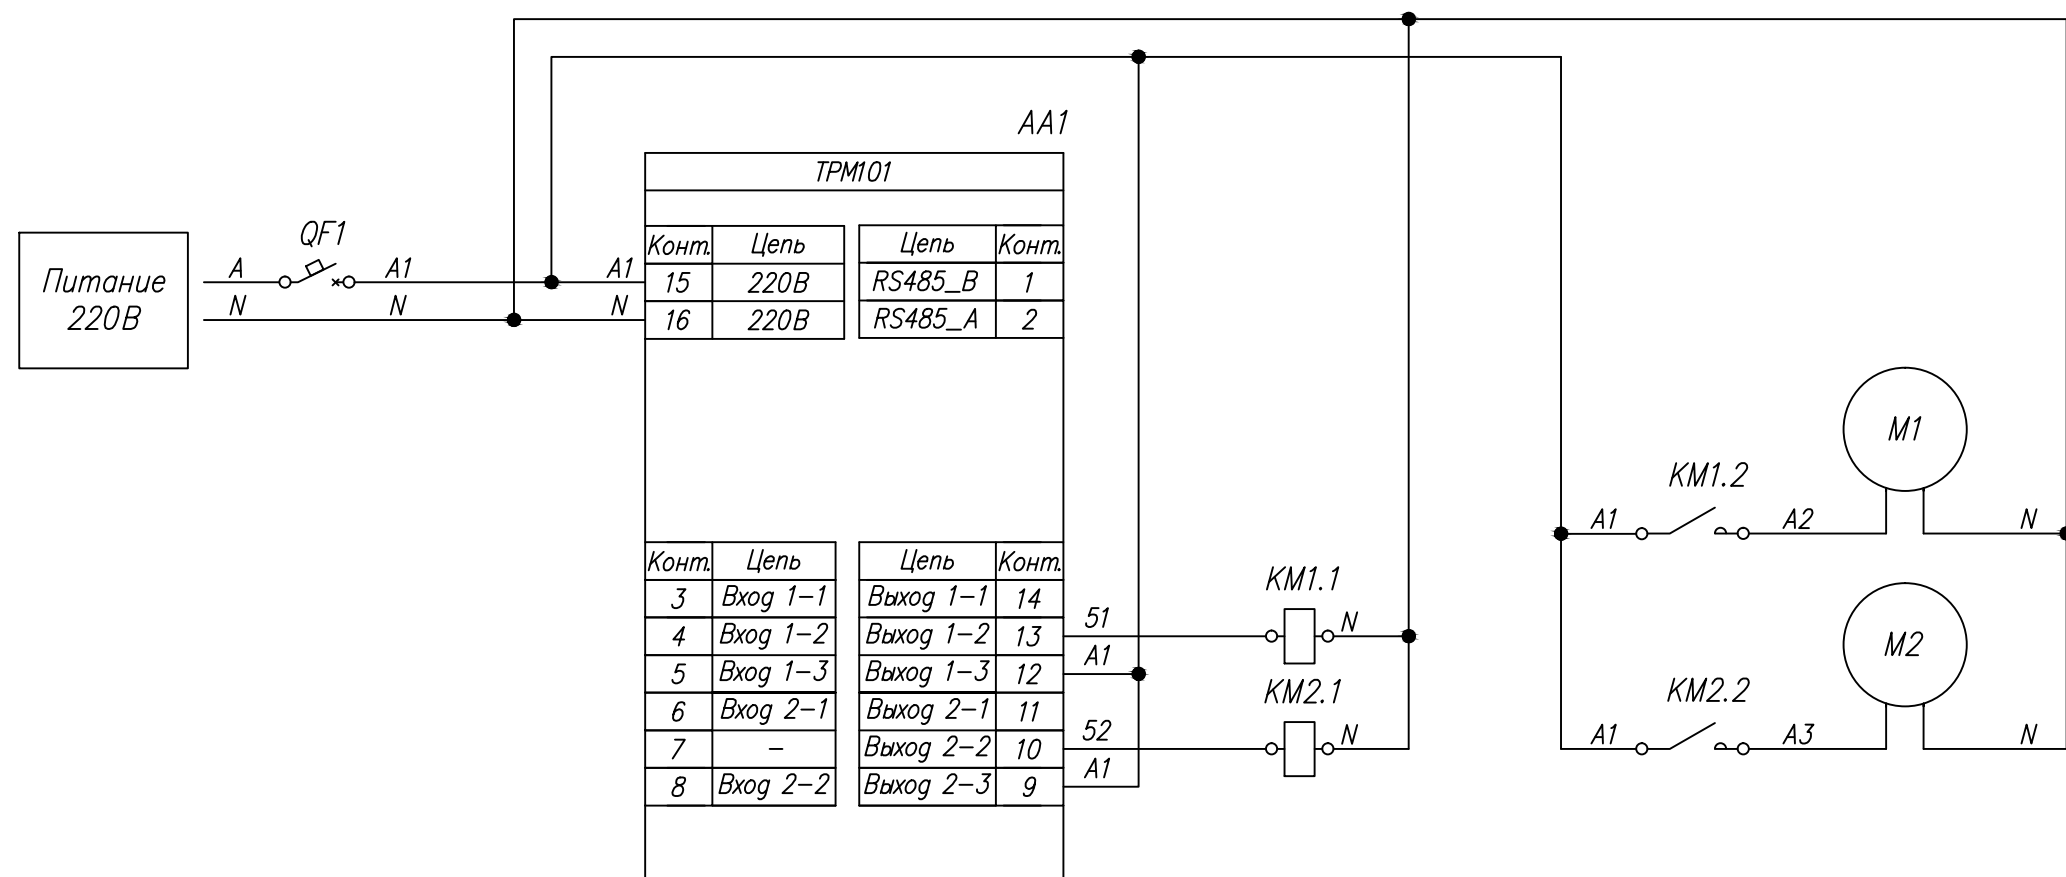 AA1
ТРМ101
Питание
220В
QF1
A
A1
A1
N
N
N
Конт. Цепь
15 220В
16 220В
Цепь Конт.
RS485_B 1
RS485_A 2
Конт. Цепь
3 Вход 1-1
4 Вход 1-2
5 Вход 1-3
6 Вход 2-1
7 -
8 Вход 2-2
Цепь Конт.
Выход 1-1 14
Выход 1-2 13
Выход 1-3 12
Выход 2-1 11
Выход 2-2 10
Выход 2-3 9
51
A1
52
A1
KM1.1
N
KM2.1
N
M1
KM1.2
A1
A2
N
M2
KM2.2
A1
A3
N